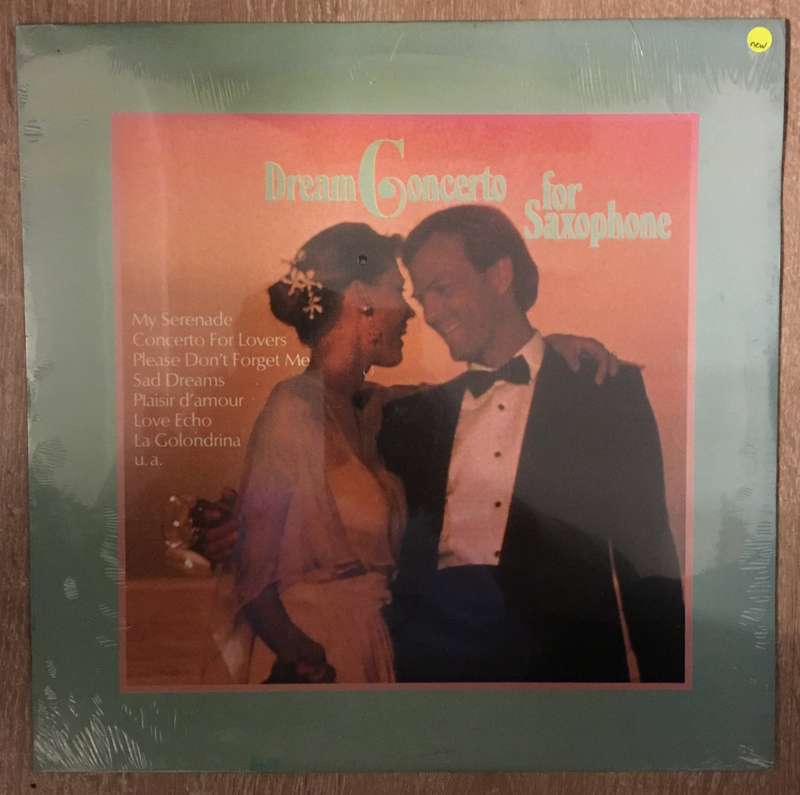 new
Dream Concerto
for
Saxophone
My Serenade
Concerto For Lovers
Please Don't Forget Me
Sad Dreams
Plaisir d'amour
Love Echo
La Golondrina
u.a.